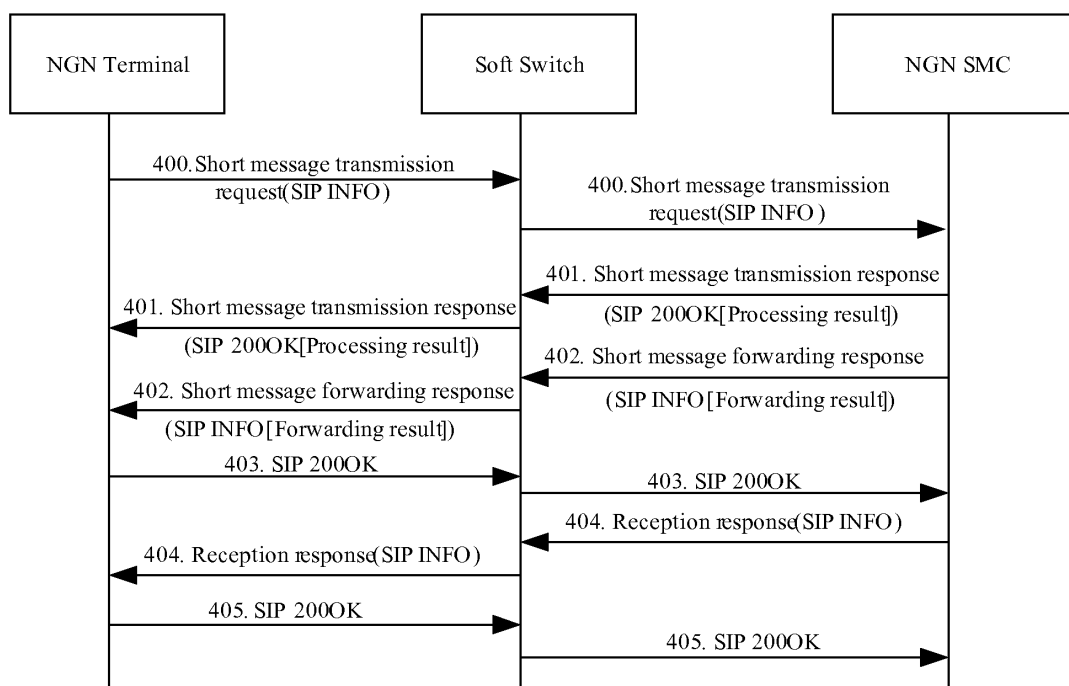 NGN Terminal
Soft Switch
NGN SMC
400.Short message transmission
request(SIP INFO)
400.Short message transmission
request(SIP INFO)
401. Short message transmission response
(SIP 200OK[Processing result])
401. Short message transmission response
(SIP 200OK[Processing result])
402. Short message forwarding response
(SIP INFO[Forwarding result])
402. Short message forwarding response
(SIP INFO[Forwarding result])
403. SIP 200OK
403. SIP 200OK
404. Reception response(SIP INFO)
404. Reception response(SIP INFO)
405. SIP 200OK
405. SIP 200OK